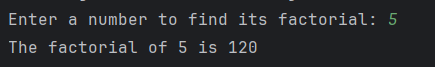 Enter a number to find its factorial: 5
The factorial of 5 is 120